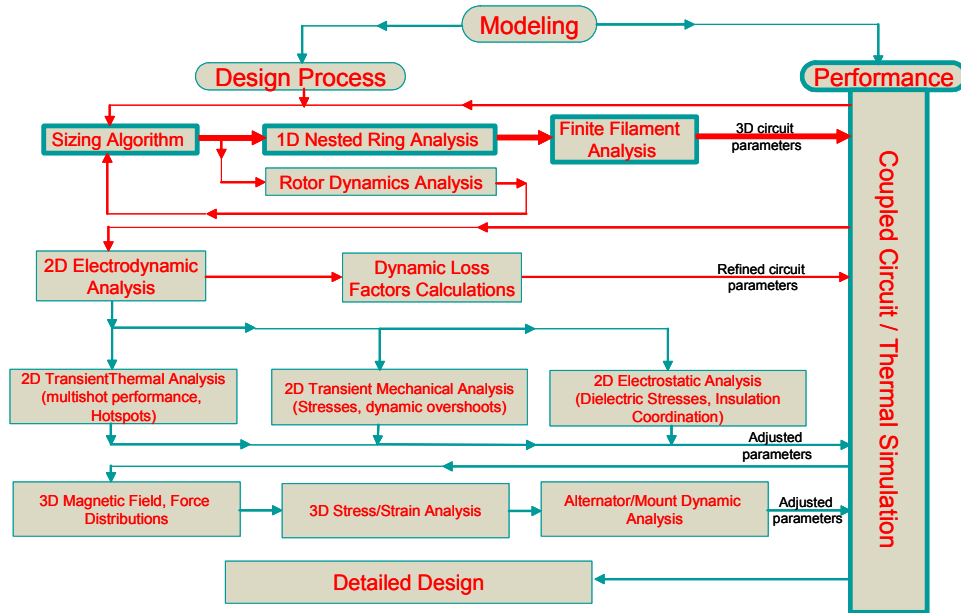 Modeling
Design Process
Performance
Sizing Algorithm
1D Nested Ring Analysis
Finite Filament
Analysis
3D circuit
parameters
Rotor Dynamics Analysis
2D Electrodynamic
Analysis
Dynamic Loss
Factors Calculations
Refined circuit
parameters
2D TransientThermal Analysis
(multishot performance,
Hotspots)
2D Transient Mechanical Analysis
(Stresses, dynamic overshoots)
2D Electrostatic Analysis
(Dielectric Stresses, Insulation
Coordination)
Adjusted
parameters
3D Magnetic Field, Force
Distributions
3D Stress/Strain Analysis
Alternator/Mount Dynamic
Analysis
Adjusted
parameters
Detailed Design
Coupled Circuit / Thermal Simulation